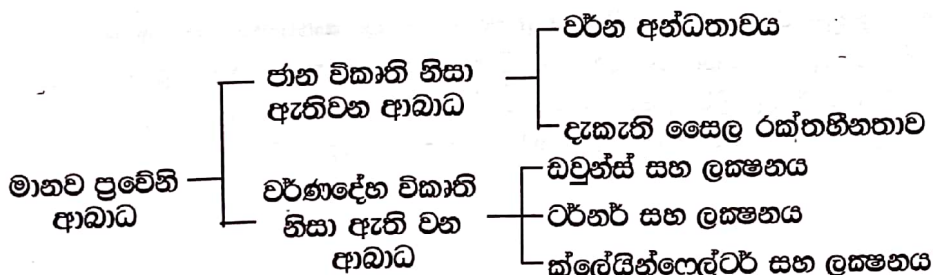 වර්න අන්ධතාවය
ජාන විකෘති නිසා
ඇතිවන ආබාධ
දැකැති සෛල රක්තහීනතාව
මානව ප්‍රවේනි
ආබාධ
වර්ණදේහ විකෘති
නිසා ඇති වන
ආබාධ
ඩවුන්ස් සහ ලක්‍ෂනය
ටර්නර් සහ ලක්‍ෂනය
ක්ලේයින්ෆෙල්ටර් සහ ලක්‍ෂනය